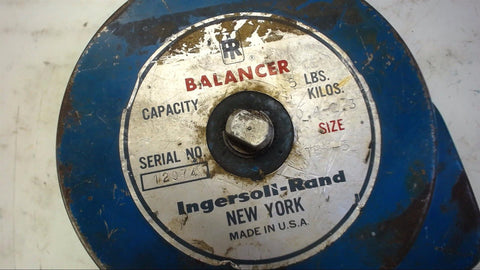 IR
BALANCER
CAPACITY LBS.
KILOS.
SIZE
SERIAL NO.
Ingersoll-Rand
NEW YORK
MADE IN U.S.A.